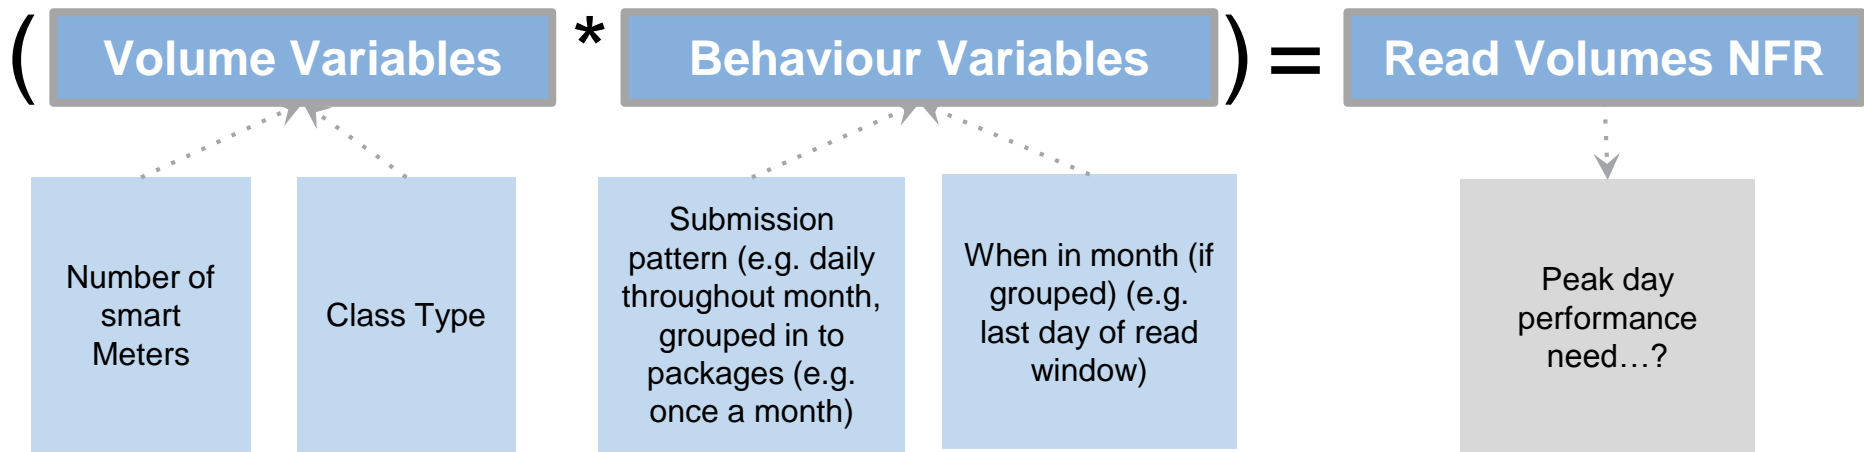 ( Volume Variables * Behaviour Variables ) = Read Volumes NFR
Number of
smart
Meters
Class Type
Submission
pattern (e.g. daily
throughout month,
grouped in to
packages (e.g.
once a month)
When in month (if
grouped) (e.g.
last day of read
window)
Peak day
performance
need…?